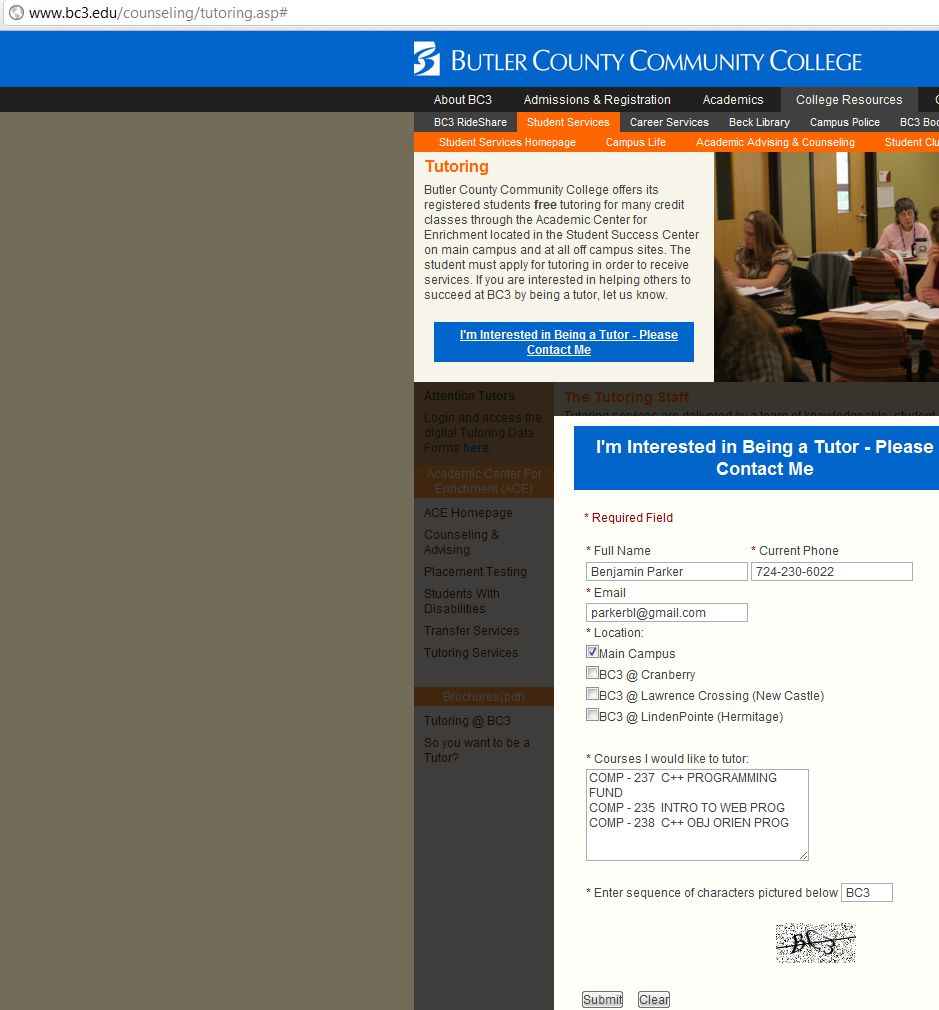 www.bc3.edu/counseling/tutoring.asp#
BUTLER COUNTY COMMUNITY COLLEGE
About BC3 Admissions & Registration Academics College Resources
BC3 RideShare Student Services Career Services Beck Library Campus Police BC3
Student Services Homepage Campus Life Academic Advising & Counseling Student
Tutoring
Butler County Community College offers its
registered students free tutoring for many credit
classes through the Academic Center for
Enrichment located in the Student Success Center
on main campus and at all off campus sites. The
student must apply for tutoring in order to receive
services. If you are interested in helping others to
succeed at BC3 by being a tutor, let us know.
I'm Interested in Being a Tutor - Please
Contact Me
Attention Tutors
Login and access the
digital Tutoring Data
Forms here.
Academic Center For
Enrichment (ACE)
ACE Homepage
Counseling &
Advising
Placement Testing
Students With
Disabilities
Transfer Services
Tutoring Services
Brochures(pdf)
Tutoring @ BC3
So you want to be a
Tutor?
The Tutoring Staff
Tutoring services are delivered by a team of knowledgeable, student
I'm Interested in Being a Tutor - Please
Contact Me
* Required Field
* Full Name * Current Phone
Benjamin Parker 724-230-6022
* Email
parkerbl@gmail.com
* Location:
Main Campus
BC3 @ Cranberry
BC3 @ Lawrence Crossing (New Castle)
BC3 @ LindenPointe (Hermitage)
* Courses I would like to tutor:
COMP - 237 C++ PROGRAMMING
FUND
COMP - 235 INTRO TO WEB PROG
COMP - 238 C++ OBJ ORIEN PROG
* Enter sequence of characters pictured below BC3
BC3
Submit Clear